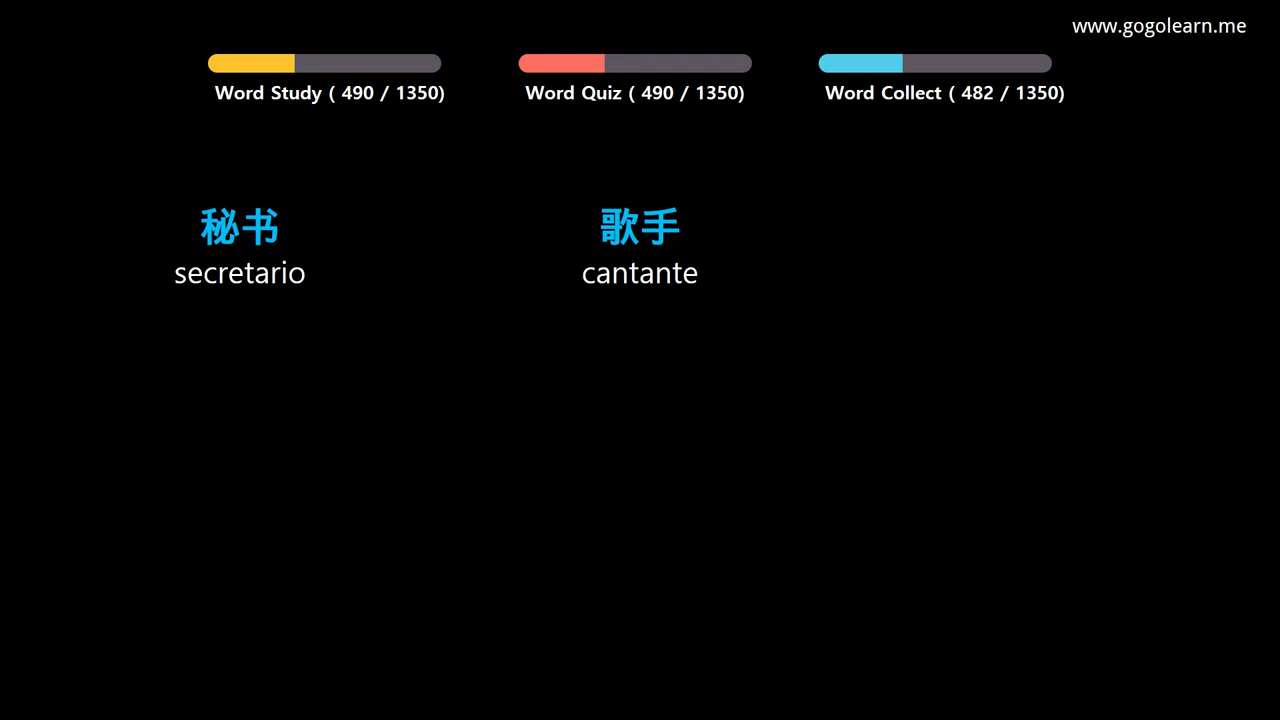 www.gogolearn.me
Word Study ( 490 / 1350)
Word Quiz ( 490 / 1350)
Word Collect ( 482 / 1350)
秘书
secretario
歌手
cantante